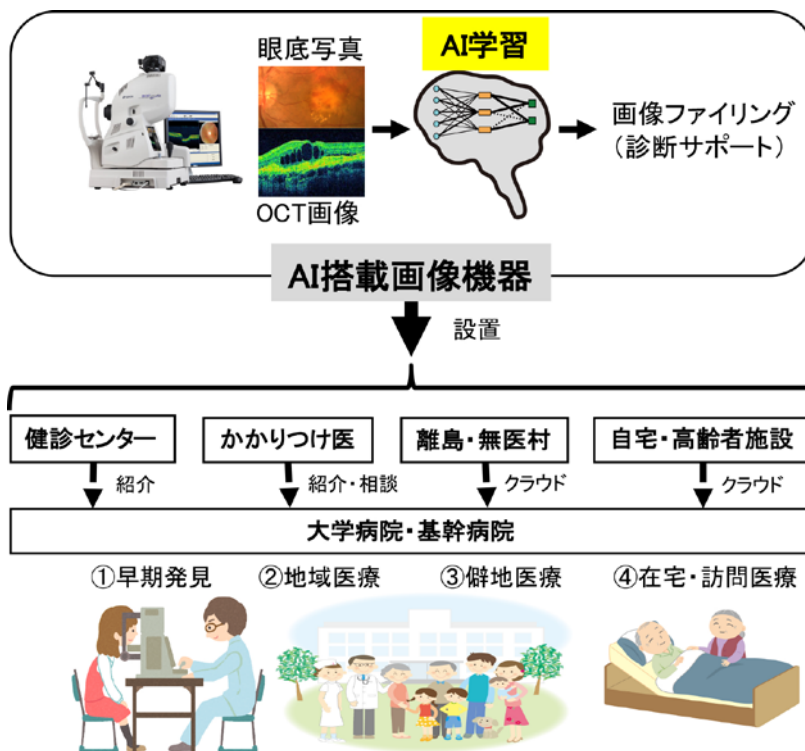 眼底写真
AI学習
OCT画像
画像ファイリング
（診断サポート）
AI搭載画像機器
設置
健診センター
かかりつけ医
離島・無医村
自宅・高齢者施設
紹介
紹介・相談
クラウド
クラウド
大学病院・基幹病院
①早期発見
②地域医療
③僻地医療
④在宅・訪問医療